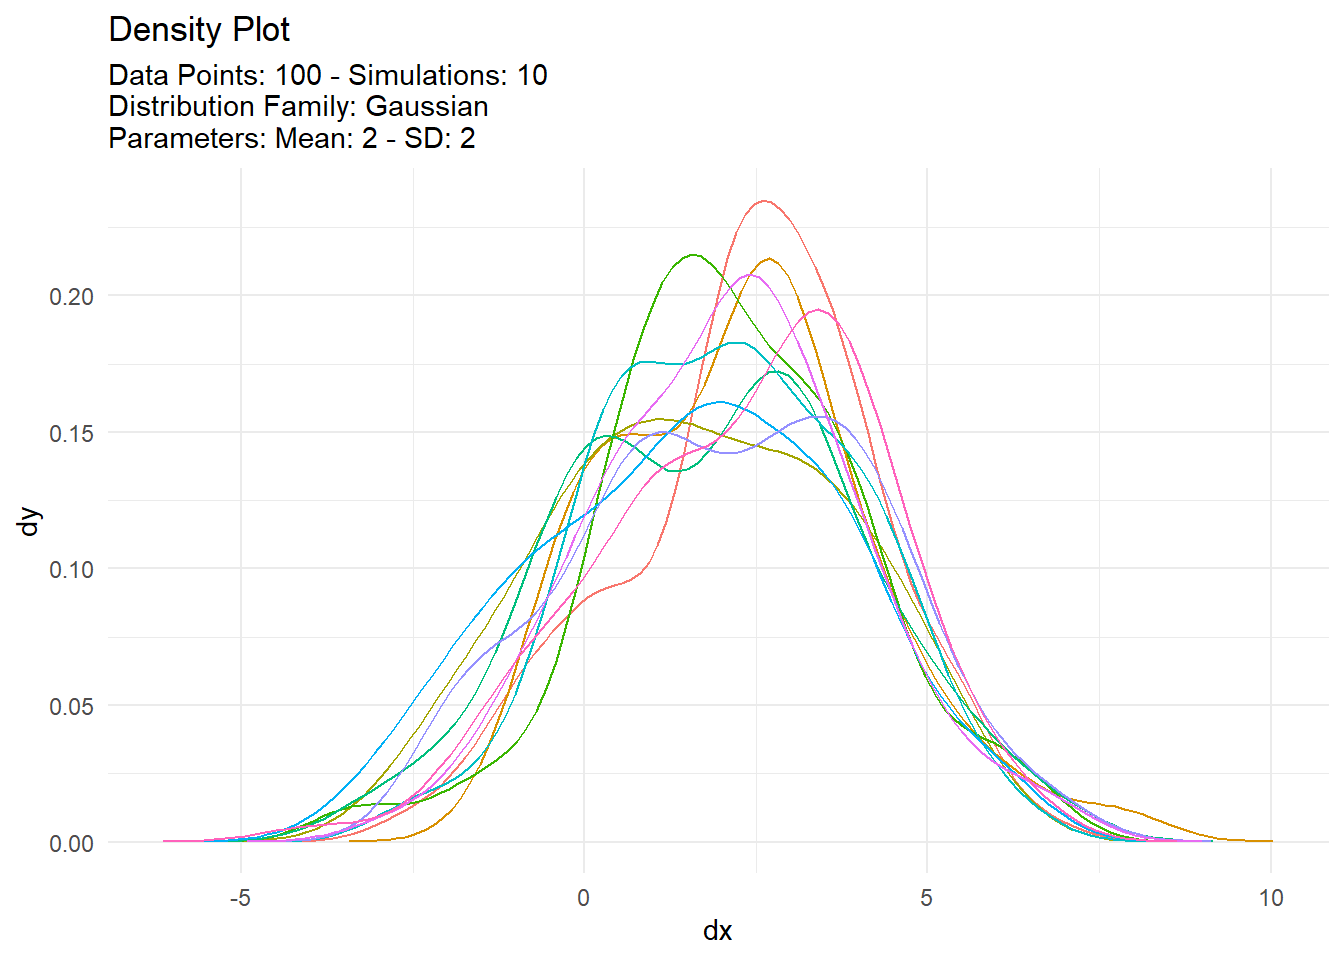 Density Plot
Data Points: 100 - Simulations: 10
Distribution Family: Gaussian
Parameters: Mean: 2 - SD: 2
0.20
0.15
0.10
0.05
0.00
dy
-5 0 5 10
dx